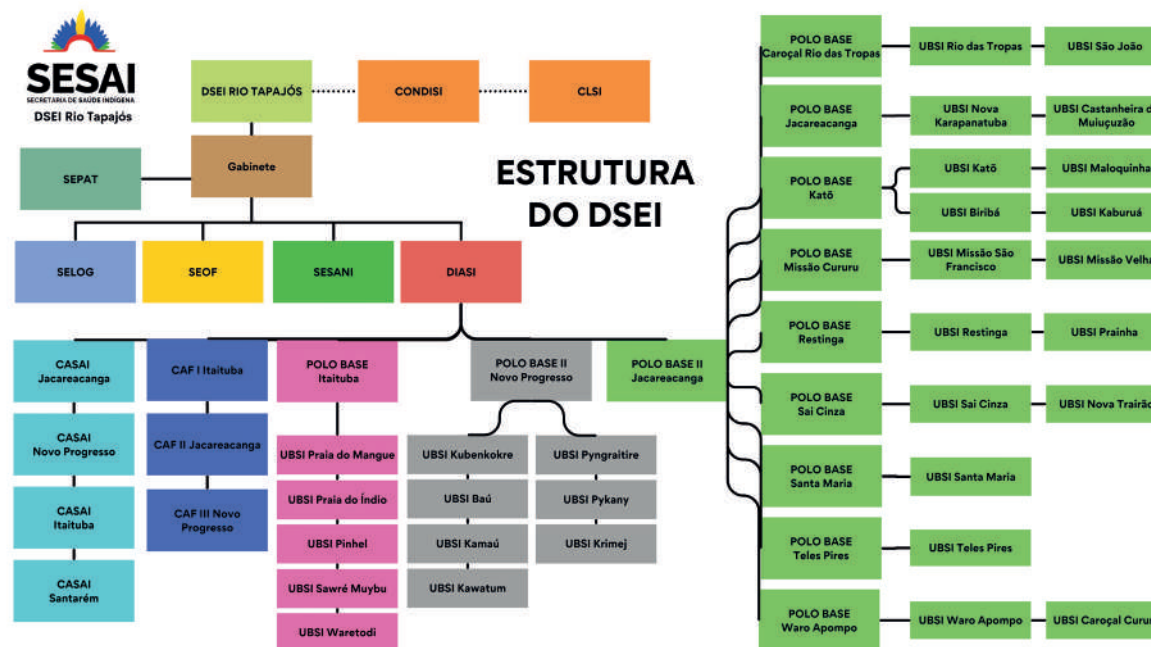 SESAI
SECRETARIA DE SAÚDE INDÍGENA
DSEI Rio Tapajós
DSEI RIO TAPAJÓS
CONDISI
CLSI
SEPAT
Gabinete
ESTRUTURA
DO DSEI
SELOG
SEOF
SESANI
DIASI
CASAI
Jacareacanga
CASAI
Novo Progresso
CASAI
Itaituba
CASAI
Santarém
CAF I Itaituba
CAF II Jacareacanga
CAF III Novo
Progresso
POLO BASE
Itaituba
UBSI Praia do Mangue
UBSI Praia do Índio
UBSI Pinhel
UBSI Sawré Muybu
UBSI Waretodi
POLO BASE II
Novo Progresso
UBSI Kubenkokre
UBSI Baú
UBSI Kamaú
UBSI Kawatum
UBSI Pyngraitire
UBSI Pykany
UBSI Krimej
POLO BASE II
Jacareacanga
POLO BASE
Caroçal Rio das Tropas
UBSI Rio das Tropas
UBSI São João
POLO BASE
Jacareacanga
UBSI Nova
Karapanatuba
UBSI Castanheira d
Muiuçuzão
POLO BASE
Katõ
UBSI Katõ
UBSI Maloquinha
UBSI Biribá
UBSI Kaburuá
POLO BASE
Missão Cururu
UBSI Missão São
Francisco
UBSI Missão Velha
POLO BASE
Restinga
UBSI Restinga
UBSI Prainha
POLO BASE
Sai Cinza
UBSI Sai Cinza
UBSI Nova Trairão
POLO BASE
Santa Maria
UBSI Santa Maria
POLO BASE
Teles Pires
UBSI Teles Pires
POLO BASE
Waro Apompo
UBSI Waro Apompo
UBSI Caroçal Curur